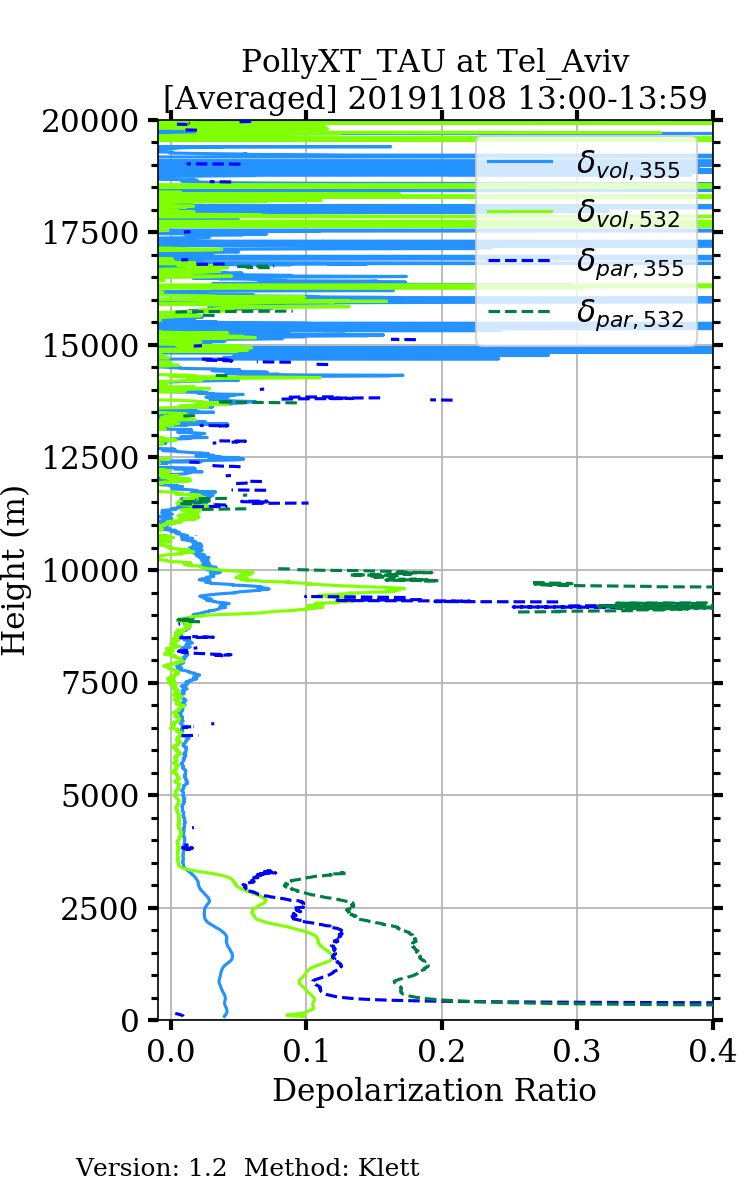 PollyXT_TAU at Tel_Aviv
[Averaged] 20191108 13:00-13:59
20000
17500
15000
12500
10000
7500
5000
2500
0
Height (m)
δvol, 355
δvol, 532
δpar, 355
δpar, 532
0.0 0.1 0.2 0.3 0.4
Depolarization Ratio
Version: 1.2 Method: Klett